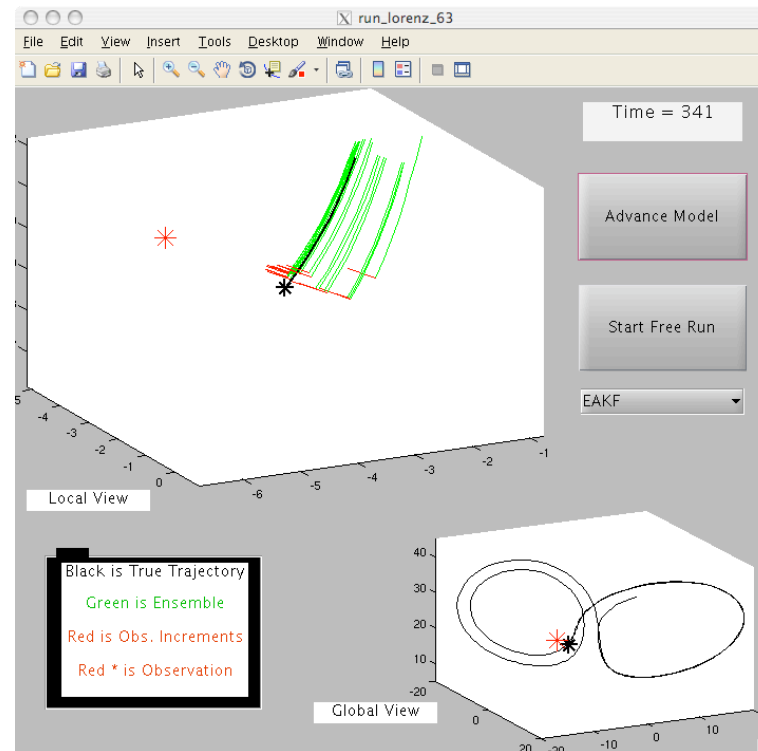 run_lorenz_63
File Edit View Insert Tools Desktop Window Help
Time = 341
Advance Model
Start Free Run
EAKF
5
-4
-3
-2
-1
0
-6
-5
-4
-3
-2
-1
Local View
Black is True Trajectory
Green is Ensemble
Red is Obs. Increments
Red * is Observation
40
30
20
10
-20
0
20
-20
-10
0
10
Global View